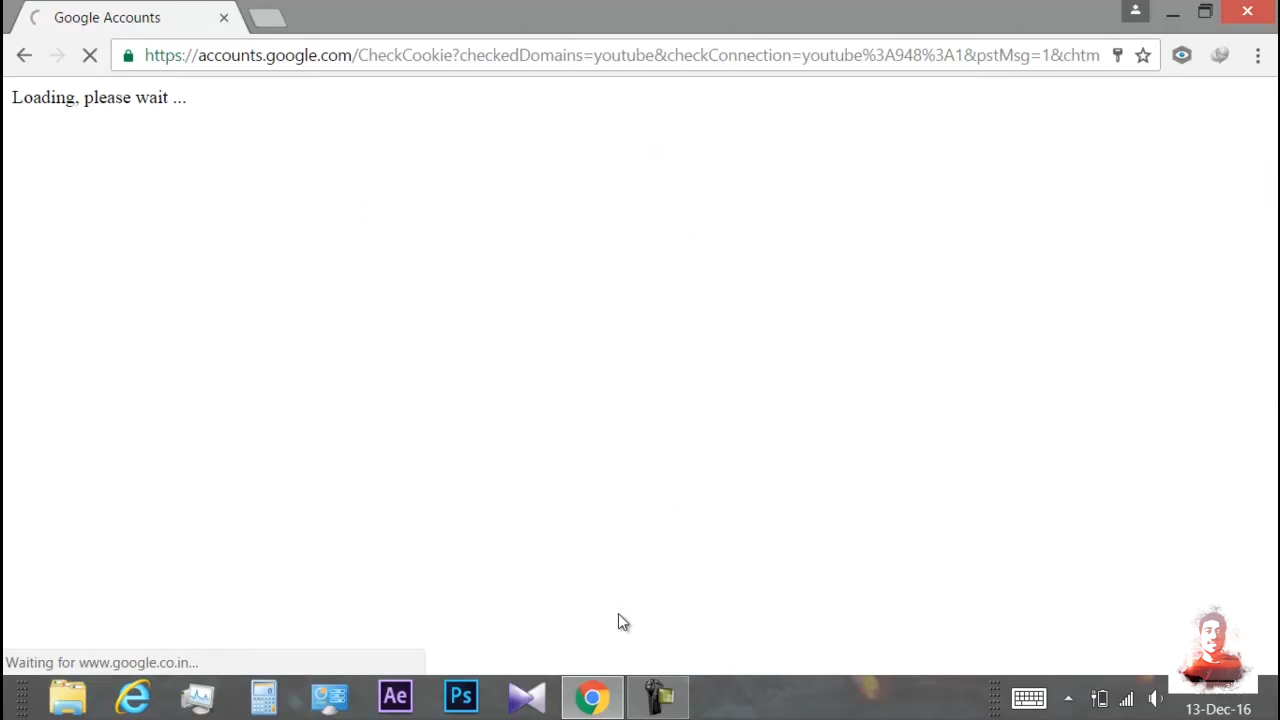 Google Accounts
https://accounts.google.com/CheckCookie?checkedDomains=youtube&checkConnection=youtube%3A948%3A1&pstMsg=1&chtm
Loading, please wait ...
Waiting for www.google.co.in...
Ae
Ps
13-Dec-16